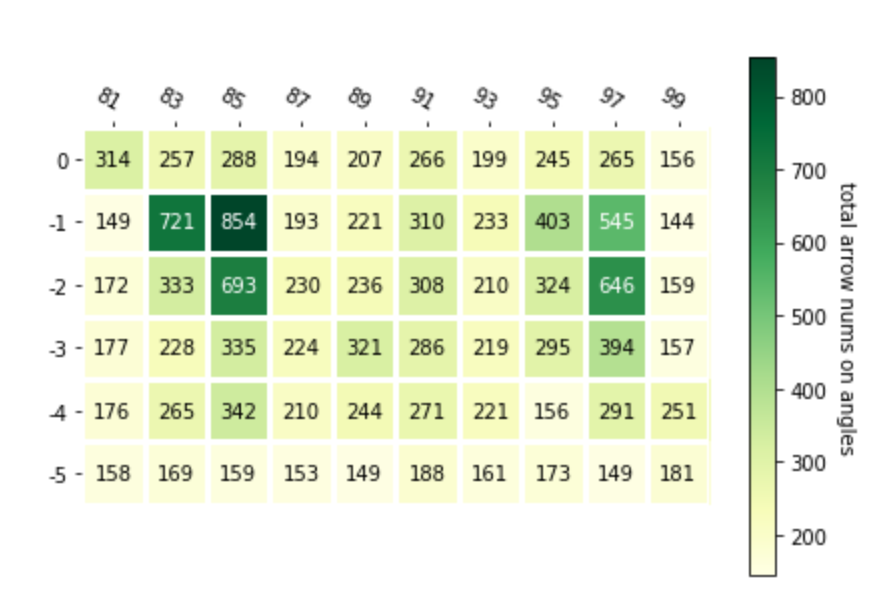 81 83 85 87 89 91 93 95 97 99
0 314 257 288 194 207 266 199 245 265 156
-1 149 721 854 193 221 310 233 403 545 144
-2 172 333 693 230 236 308 210 324 646 159
-3 177 228 335 224 321 286 219 295 394 157
-4 176 265 342 210 244 271 221 156 291 251
-5 158 169 159 153 149 188 161 173 149 181
800
700
600
500
400
300
200
total arrow nums on angles